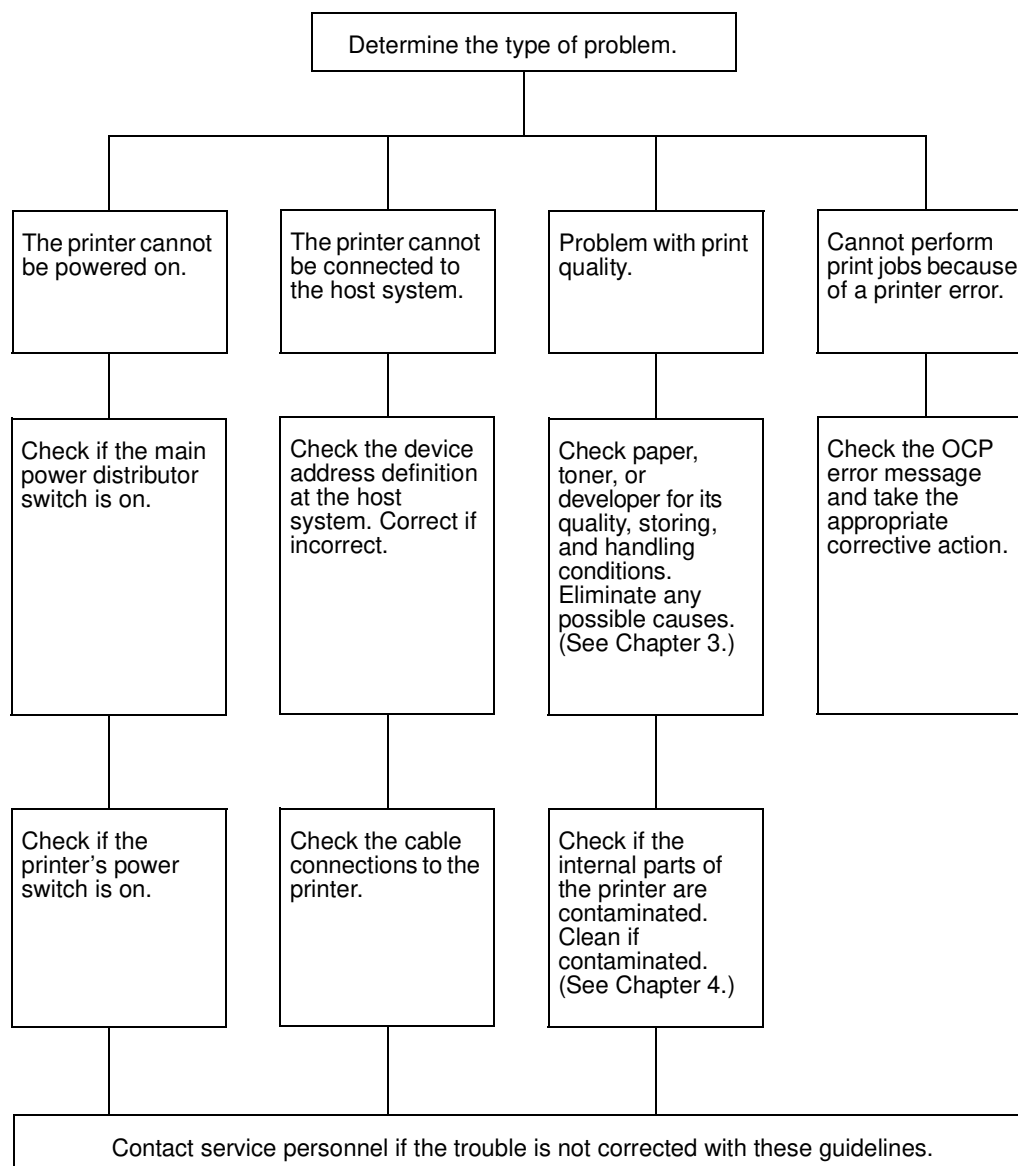 Determine the type of problem.
The printer cannot
be powered on.
The printer cannot
be connected to
the host system.
Problem with print
quality.
Cannot perform
print jobs because
of a printer error.
Check if the main
power distributor
switch is on.
Check the device
address definition
at the host
system. Correct if
incorrect.
Check paper,
toner, or
developer for its
quality, storing,
and handling
conditions.
Eliminate any
possible causes.
(See Chapter 3.)
Check the OCP
error message
and take the
appropriate
corrective action.
Check if the
printer's power
switch is on.
Check the cable
connections to the
printer.
Check if the
internal parts of
the printer are
contaminated.
Clean if
contaminated.
(See Chapter 4.)
Contact service personnel if the trouble is not corrected with these guidelines.